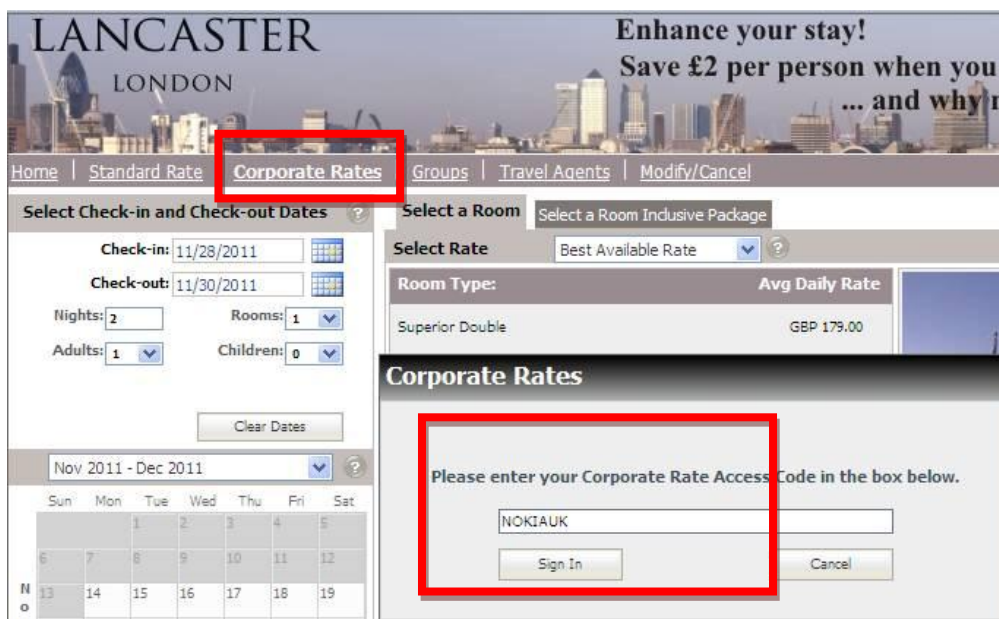 LANCASTER
LONDON
Enhance your stay!
Save £2 per person when you
... and why
Home | Standard Rate Corporate Rates Groups | Travel Agents | Modify/Cancel
Select Check-in and Check-out Dates ?
Check-in: 11/28/2011
Check-out: 11/30/2011
Nights: 2 Rooms: 1
Adults: 1 Children: 0
Clear Dates
Nov 2011 - Dec 2011 ?
Sun Mon Tue Wed Thu Fri Sat
1 2 3 4 5
6 7 8 9 10 11 12
13 14 15 16 17 18 19
N
o
Select a Room Select a Room Inclusive Package
Select Rate Best Available Rate ?
Room Type: Avg Daily Rate
Superior Double GBP 179.00
Corporate Rates
Please enter your Corporate Rate Access Code in the box below.
NOKIAUK
Sign In Cancel